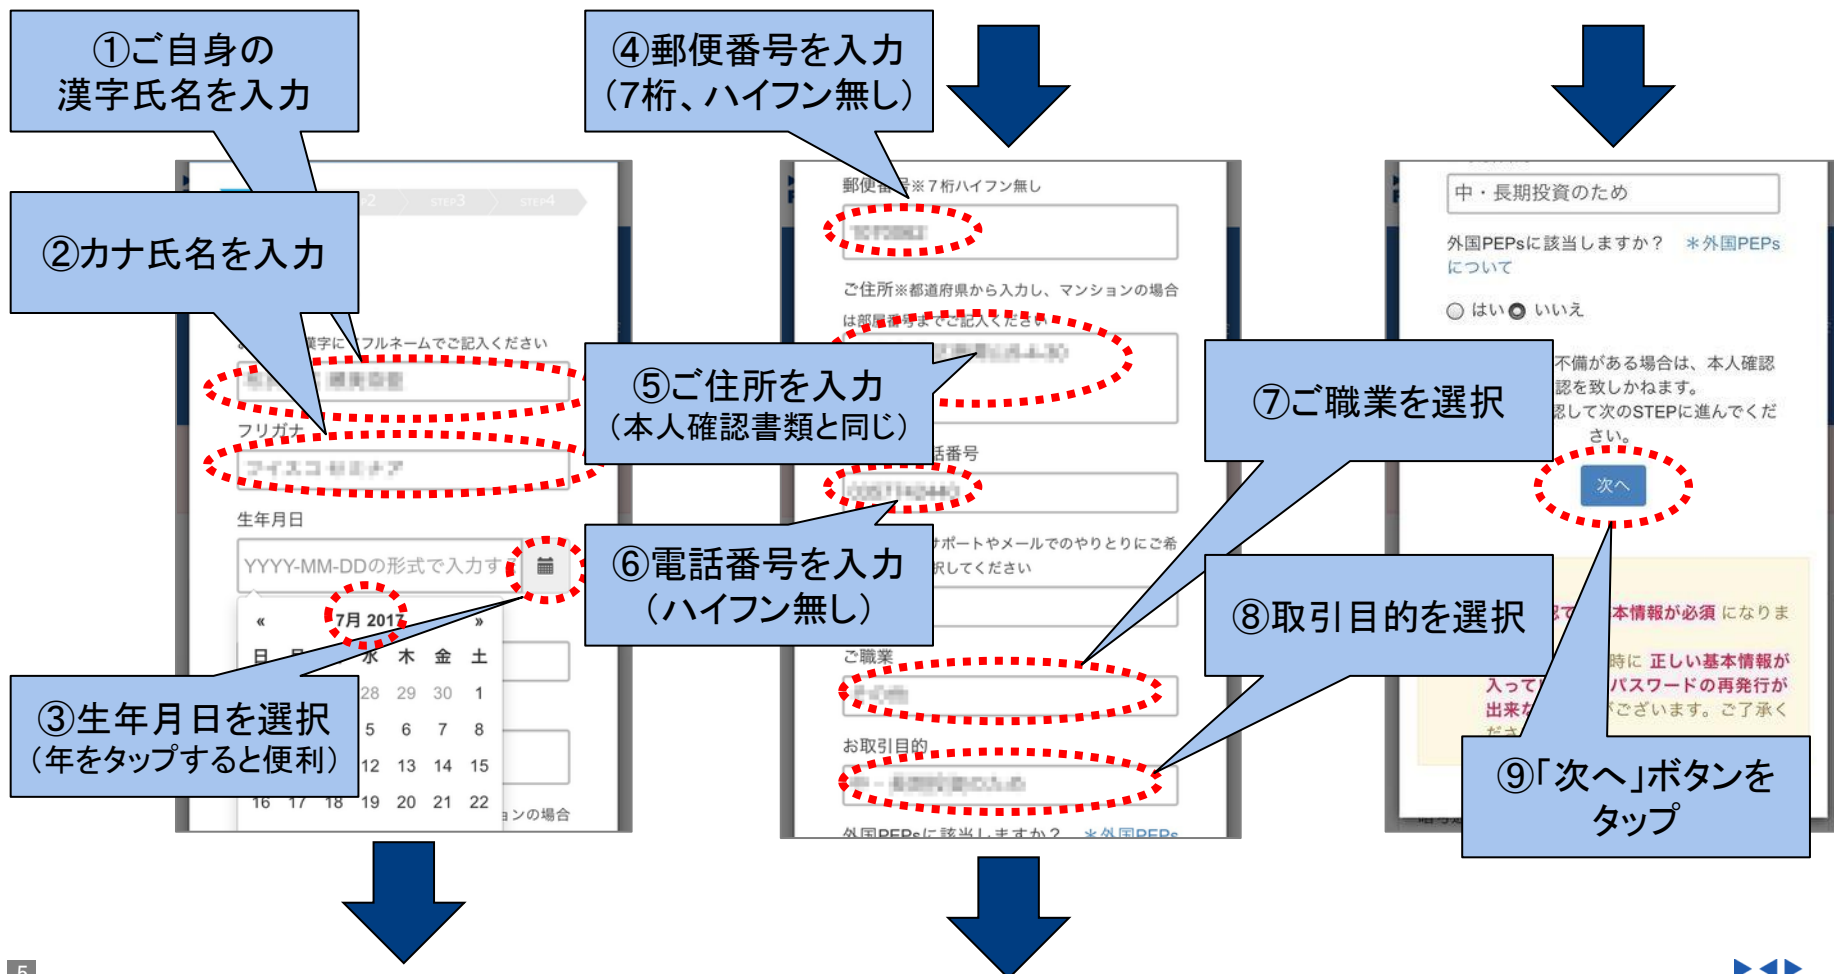 ①ご自身の
漢字氏名を入力
②カナ氏名を入力
STEP3
STEP4
フルネームでご記入ください
フリガナ
生年月日
YYYY-MM-DDの形式で入力す
« 7月 2017 »
日 水 木 金 土
28 29 30 1
5 6 7 8
12 13 14 15
16 17 18 19 20 21 22
ョンの場合
③生年月日を選択
（年をタップすると便利）
④郵便番号を入力
（7桁、ハイフン無し）
郵便番号※７桁ハイフン無し
ご住所※都道府県から入力し、マンションの場合
は部屋番号までご記入ください
⑤ご住所を入力
（本人確認書類と同じ）
話番号
⑥電話番号を入力
（ハイフン無し）
サポートやメールでのやりとりにご希
択してください
ご職業
お取引目的
外国PEPsに該当しますか？ ＊外国PEPs
⑦ご職業を選択
⑧取引目的を選択
中・長期投資のため
外国PEPsに該当しますか？ ＊外国PEPs
について
はい いいえ
不備がある場合は、本人確認
認を致しかねます。
認して次のSTEPに進んでくだ
さい。
次へ
本情報が必須 になりま
時に 正しい基本情報が
入って パスワードの再発行が
出来な ございます。ご了承く
⑨「次へ」ボタンを
タップ
5